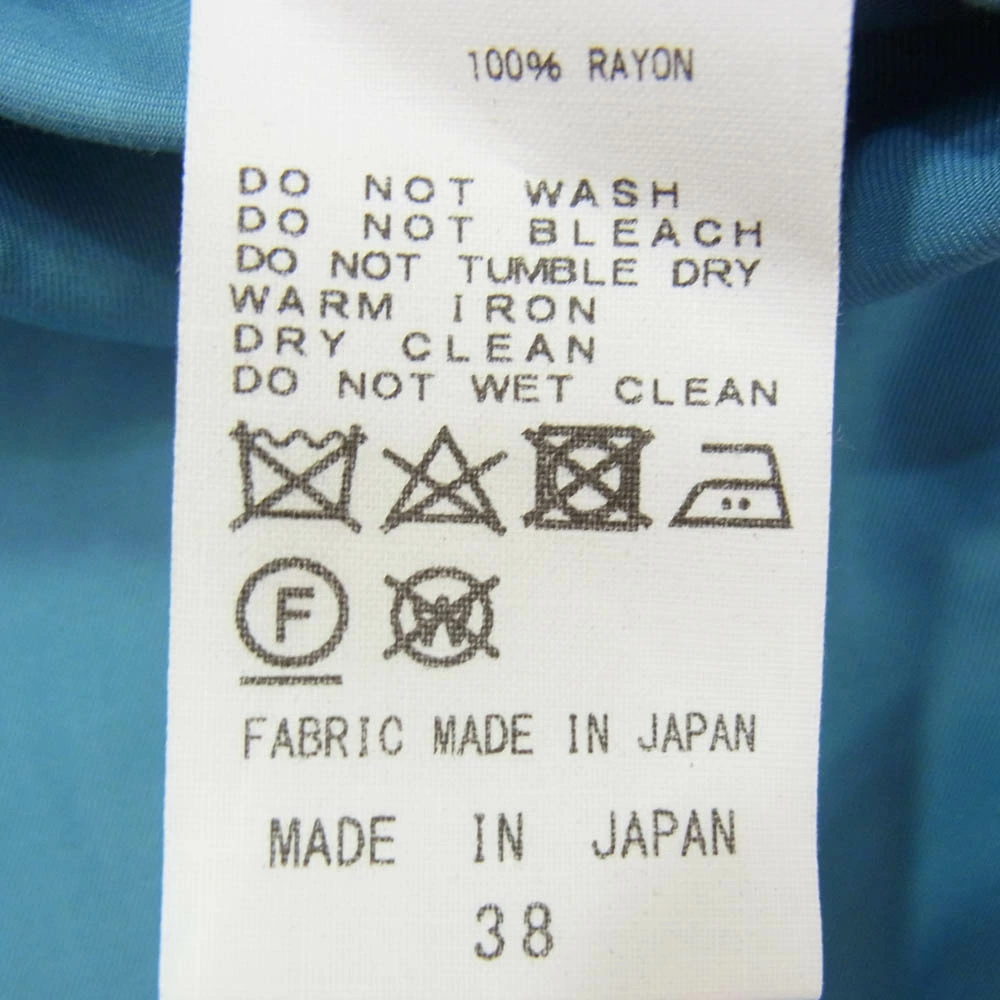 100% RAYON
DO NOT WASH
DO NOT BLEACH
DO NOT TUMBLE DRY
WARM IRON
DRY CLEAN
DO NOT WET CLEAN
F W
FABRIC MADE IN JAPAN
MADE IN JAPAN
38